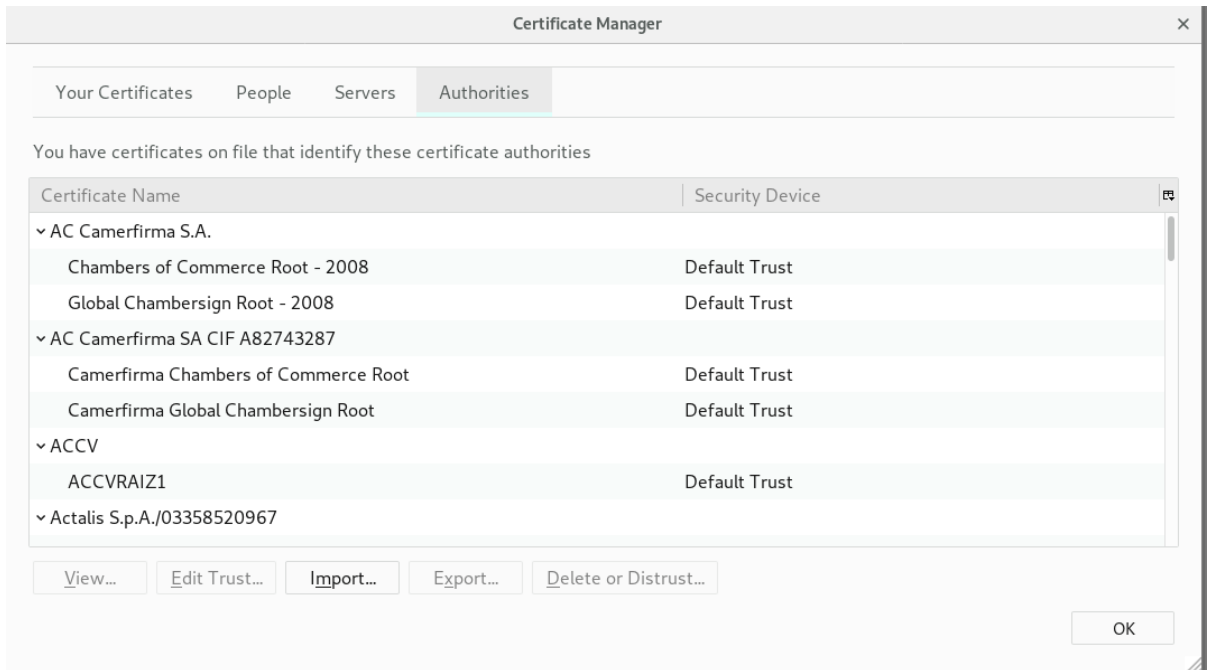 Certificate Manager
Your Certificates People Servers Authorities
You have certificates on file that identify these certificate authorities
Certificate Name Security Device
AC Camerfirma S.A.
Chambers of Commerce Root - 2008 Default Trust
Global Chambersign Root - 2008 Default Trust
AC Camerfirma SA CIF A82743287
Camerfirma Chambers of Commerce Root Default Trust
Camerfirma Global Chambersign Root Default Trust
ACCV
ACCVRAIZ1 Default Trust
Actalis S.p.A./03358520967
View... Edit Trust... Import... Export... Delete or Distrust...
OK